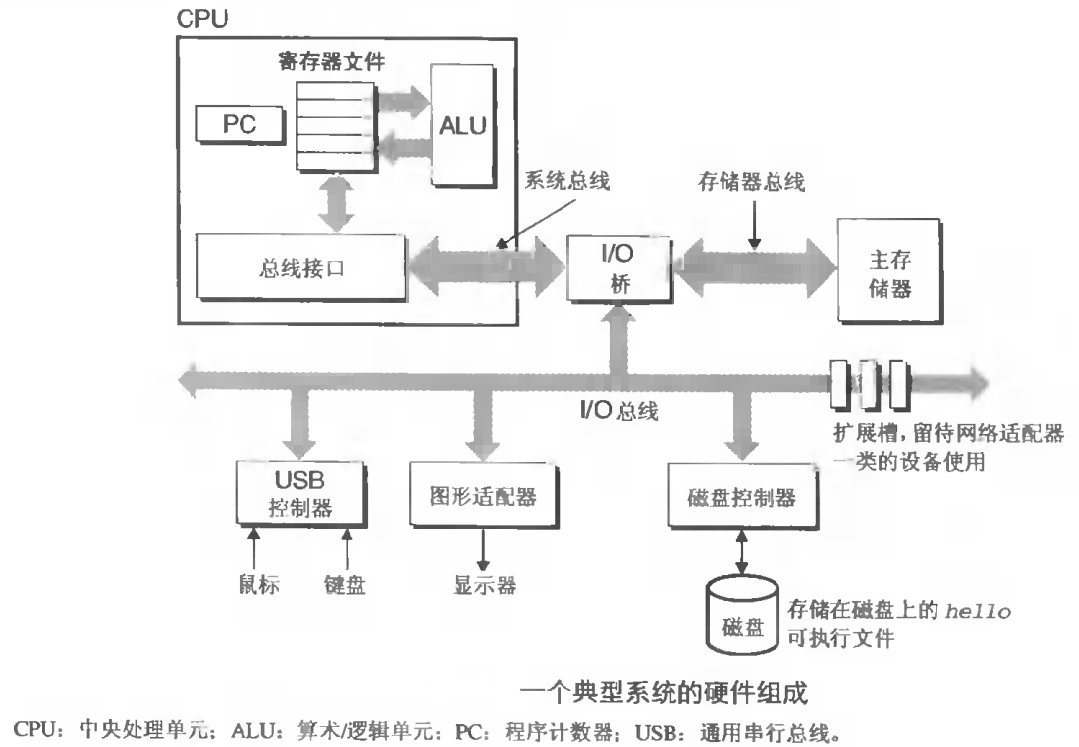 CPU
寄存器文件
PC
ALU
系统总线
存储器总线
总线接口
I/O
桥
主存
储器
I/O 总线
扩展槽，留待网络适配器
一类的设备使用
USB
控制器
图形适配器
磁盘控制器
鼠标
键盘
显示器
磁盘
存储在磁盘上的 hello
可执行文件
一个典型系统的硬件组成
CPU：中央处理单元；ALU：算术/逻辑单元；PC：程序计数器；USB：通用串行总线。